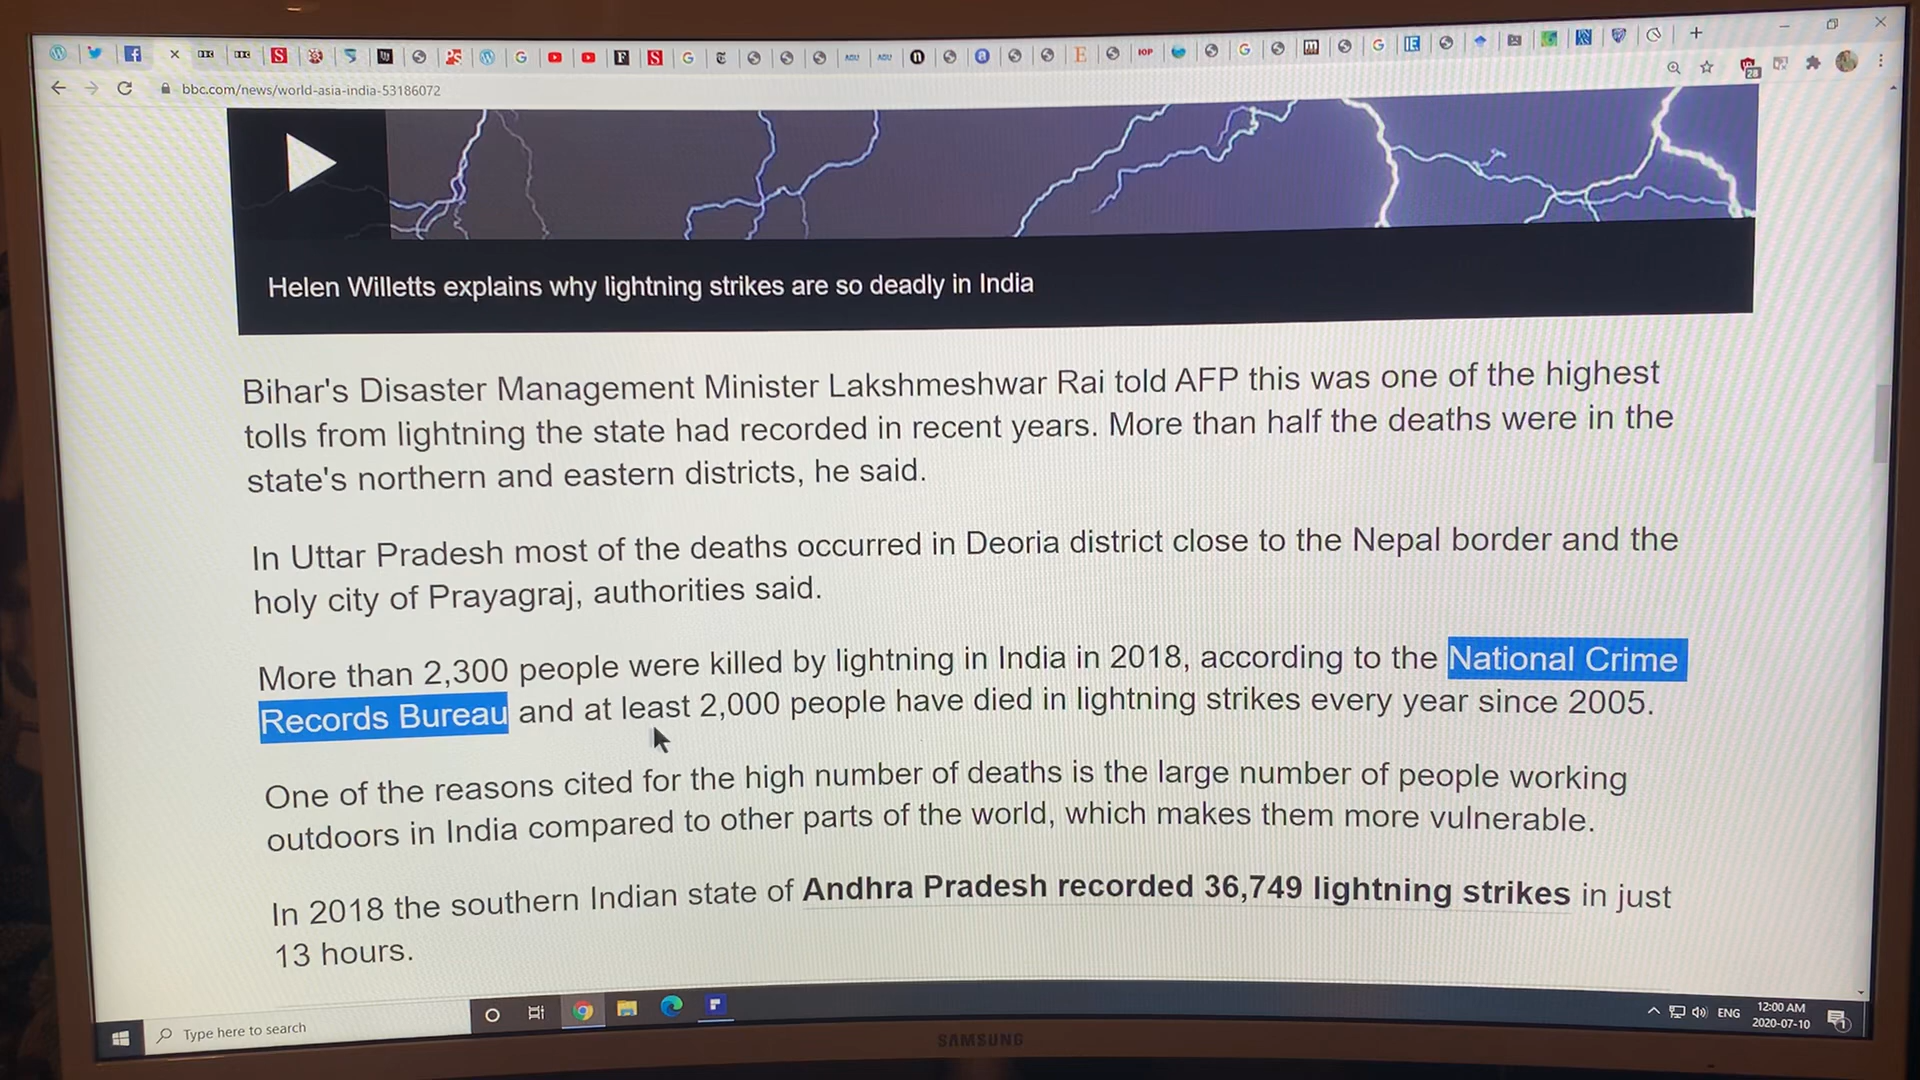 bbc.com/news/world-asia-india-53186072
Helen Willetts explains why lightning strikes are so deadly in India
Bihar's Disaster Management Minister Lakshmeshwar Rai told AFP this was one of the highest
tolls from lightning the state had recorded in recent years. More than half the deaths were in the
state's northern and eastern districts, he said.
In Uttar Pradesh most of the deaths occurred in Deoria district close to the Nepal border and the
holy city of Prayagraj, authorities said.
More than 2,300 people were killed by lightning in India in 2018, according to the National Crime
Records Bureau and at least 2,000 people have died in lightning strikes every year since 2005.
One of the reasons cited for the high number of deaths is the large number of people working
outdoors in India compared to other parts of the world, which makes them more vulnerable.
In 2018 the southern Indian state of Andhra Pradesh recorded 36,749 lightning strikes in just
13 hours.
Type here to search
ENG
12:00 AM
2020-07-10
SAMSUNG